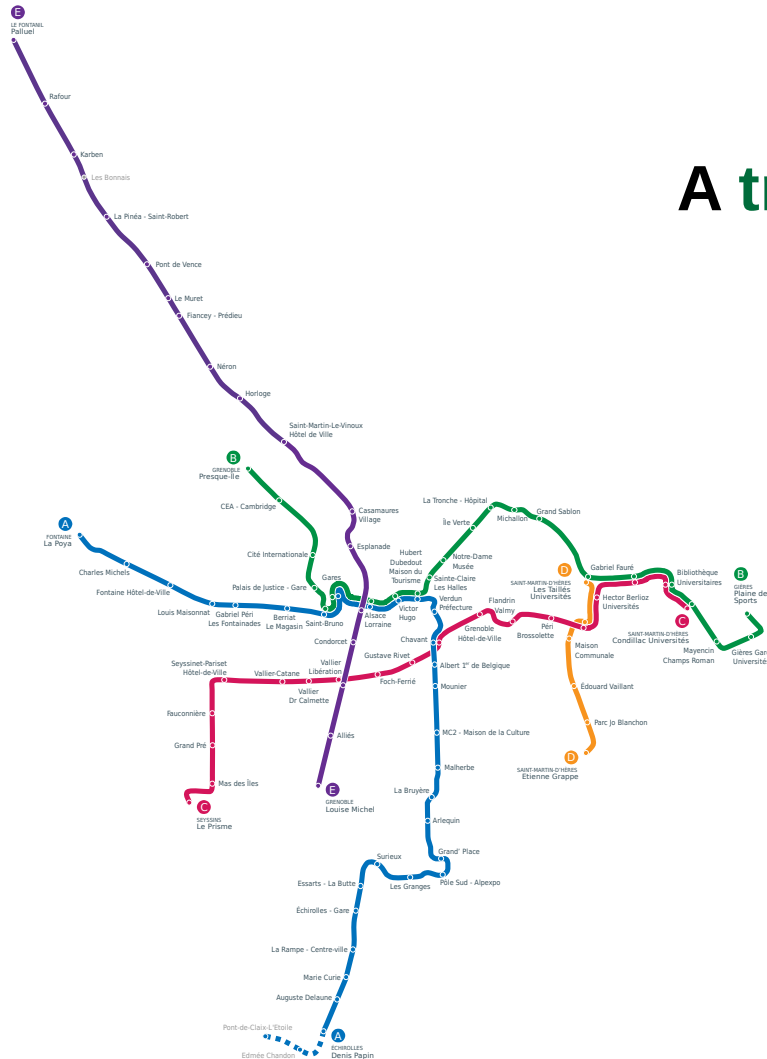 E
LE FONTANIL
Palluel
Rafour
Karben
Les Bonnais
A
La Pinéa - Saint-Robert
Pont de Vence
Le Muret
Fiancey - Prédieu
Néron
Horloge
Saint-Martin-Le-Vinoux
Hôtel de Ville
B
GRENOBLE
Presque-Île
CEA - Cambridge
Casamaures
Village
La Tronche - Hôpital
Michallon
Grand Sablon
Île Verte
A
FONTAINE
La Poya
Esplanade
Cité Internationale
Charles Michels
Fontaine Hôtel-de-Ville
Louis Maisonnat
Gabriel Péri
Les Fontainades
Berriat
Le Magasin
Saint-Bruno
Palais de Justice - Gare
Gares
Alsace
Lorraine
Victor
Hugo
Hubert
Dubedout
Maison du
Tourisme
Notre-Dame
Musée
Sainte-Claire
Les Halles
Verdun
Préfecture
D
SAINT-MARTIN-D'HÈRES
Les Taillés
Universités
Gabriel Fauré
Hector Berlioz
Universités
Bibliothèque
Universitaires
B
GIÈRES
Plaine des
Sports
C
SAINT-MARTIN-D'HÈRES
Condillac Universités
Mayencin
Champs Roman
Gières Gare
Universités
Flandrin
Valmy
Grenoble
Hôtel-de-Ville
Péri
Brossolette
Maison
Communale
Chavant
Condorcet
Gustave Rivet
Foch-Ferrié
Vallier
Libération
Vallier
Dr Calmette
Vallier-Catane
Seyssinet-Pariset
Hôtel-de-Ville
Albert 1er de Belgique
Mounier
Édouard Vaillant
Fauconnière
Parc Jo Blanchon
Grand Pré
Alliés
MC2 - Maison de la Culture
D
SAINT-MARTIN-D'HÈRES
Etienne Grappe
Malherbe
Mas des Îles
C
SEYSSINS
Le Prisme
E
GRENOBLE
Louise Michel
La Bruyère
Arlequin
Grand' Place
Pôle Sud - Alpexpo
Les Granges
Surieux
Essarts - La Butte
Échirolles - Gare
La Rampe - Centre-ville
Marie Curie
Auguste Delaune
Pont-de-Claix-L'Etoile
Edmée Chandon
A
ÉCHIROLLES
Denis Papin